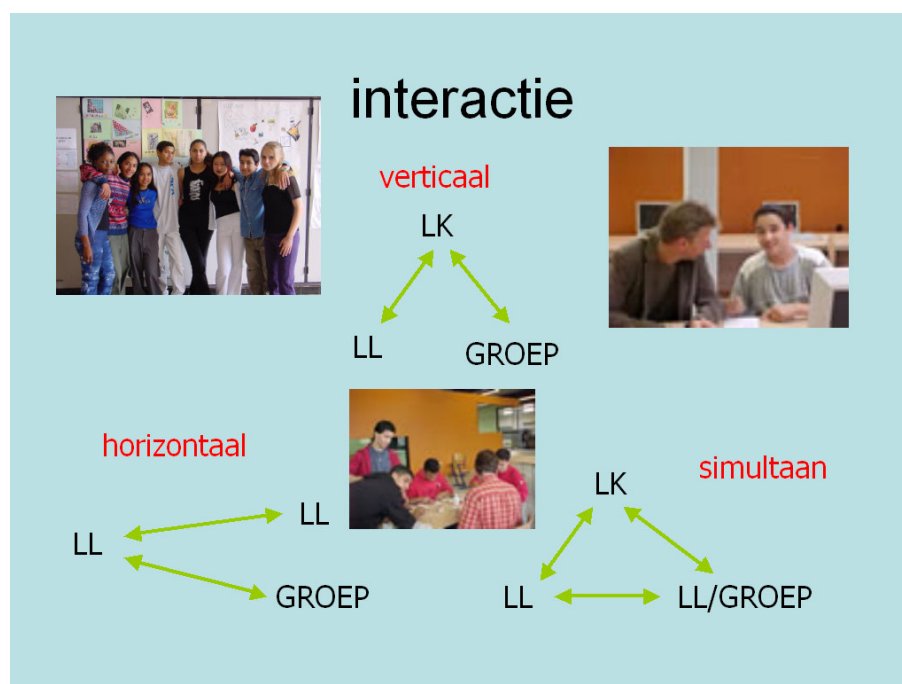 interactie
verticaal
LK
LL
GROEP
horizontaal
LL
LL
GROEP
simultaan
LK
LL
LL/GROEP